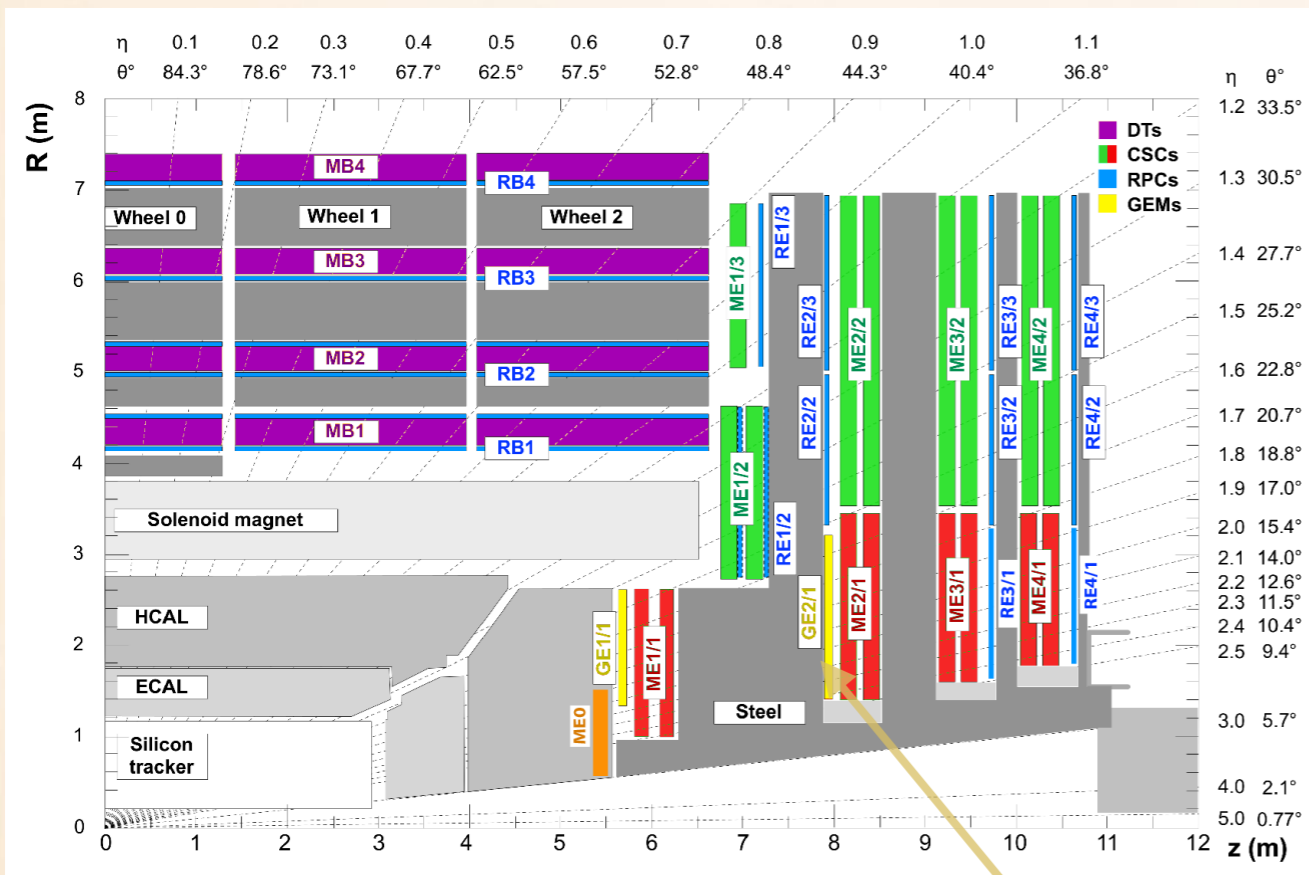 η 0.1 0.2 0.3 0.4 0.5 0.6 0.7 0.8 0.9 1.0 1.1
θ° 84.3° 78.6° 73.1° 67.7° 62.5° 57.5° 52.8° 48.4° 44.3° 40.4° 36.8°
η θ°
1.2 33.5°
1.3 30.5°
1.4 27.7°
1.5 25.2°
1.6 22.8°
1.7 20.7°
1.8 18.8°
1.9 17.0°
2.0 15.4°
2.1 14.0°
2.2 12.6°
2.3 11.5°
2.4 10.4°
2.5 9.4°
3.0 5.7°
4.0 2.1°
5.0 0.77°
R (m)
8
7
6
5
4
3
2
1
0
DTs
CSCs
RPCs
GEMs
MB4
RB4
Wheel 0
Wheel 1
Wheel 2
MB3
RB3
MB2
RB2
MB1
RB1
Solenoid magnet
HCAL
ECAL
Silicon
tracker
Steel
ME0
GE1/1
ME1/1
ME1/2
RE1/2
ME1/3
RE1/3
RE2/3
RE2/2
GE2/1
ME2/2
ME2/1
ME3/2
ME3/1
RE3/3
RE3/2
RE3/1
ME4/2
ME4/1
RE4/3
RE4/2
RE4/1
0 1 2 3 4 5 6 7 8 9 10 11 12
z (m)